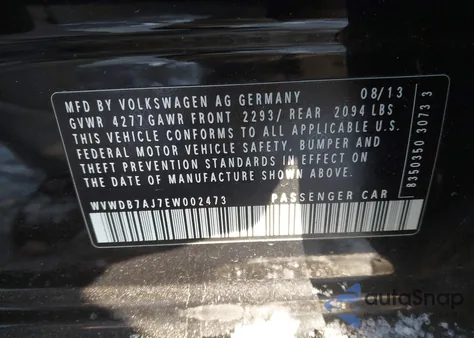 MFD BY VOLKSWAGEN AG GERMANY 08/13
GVWR 4277 GAWR FRONT 2293/ REAR 2094 LBS
THIS VEHICLE CONFORMS TO ALL APPLICABLE U.S.
FEDERAL MOTOR VEHICLE SAFETY, BUMPER AND
THEFT PREVENTION STANDARDS IN EFFECT ON THE
DATE OF MANUFACTURE SHOWN ABOVE.
WVWDB7AJ7EW002473 PASSENGER CAR
8350350 3073 3
autoSnap